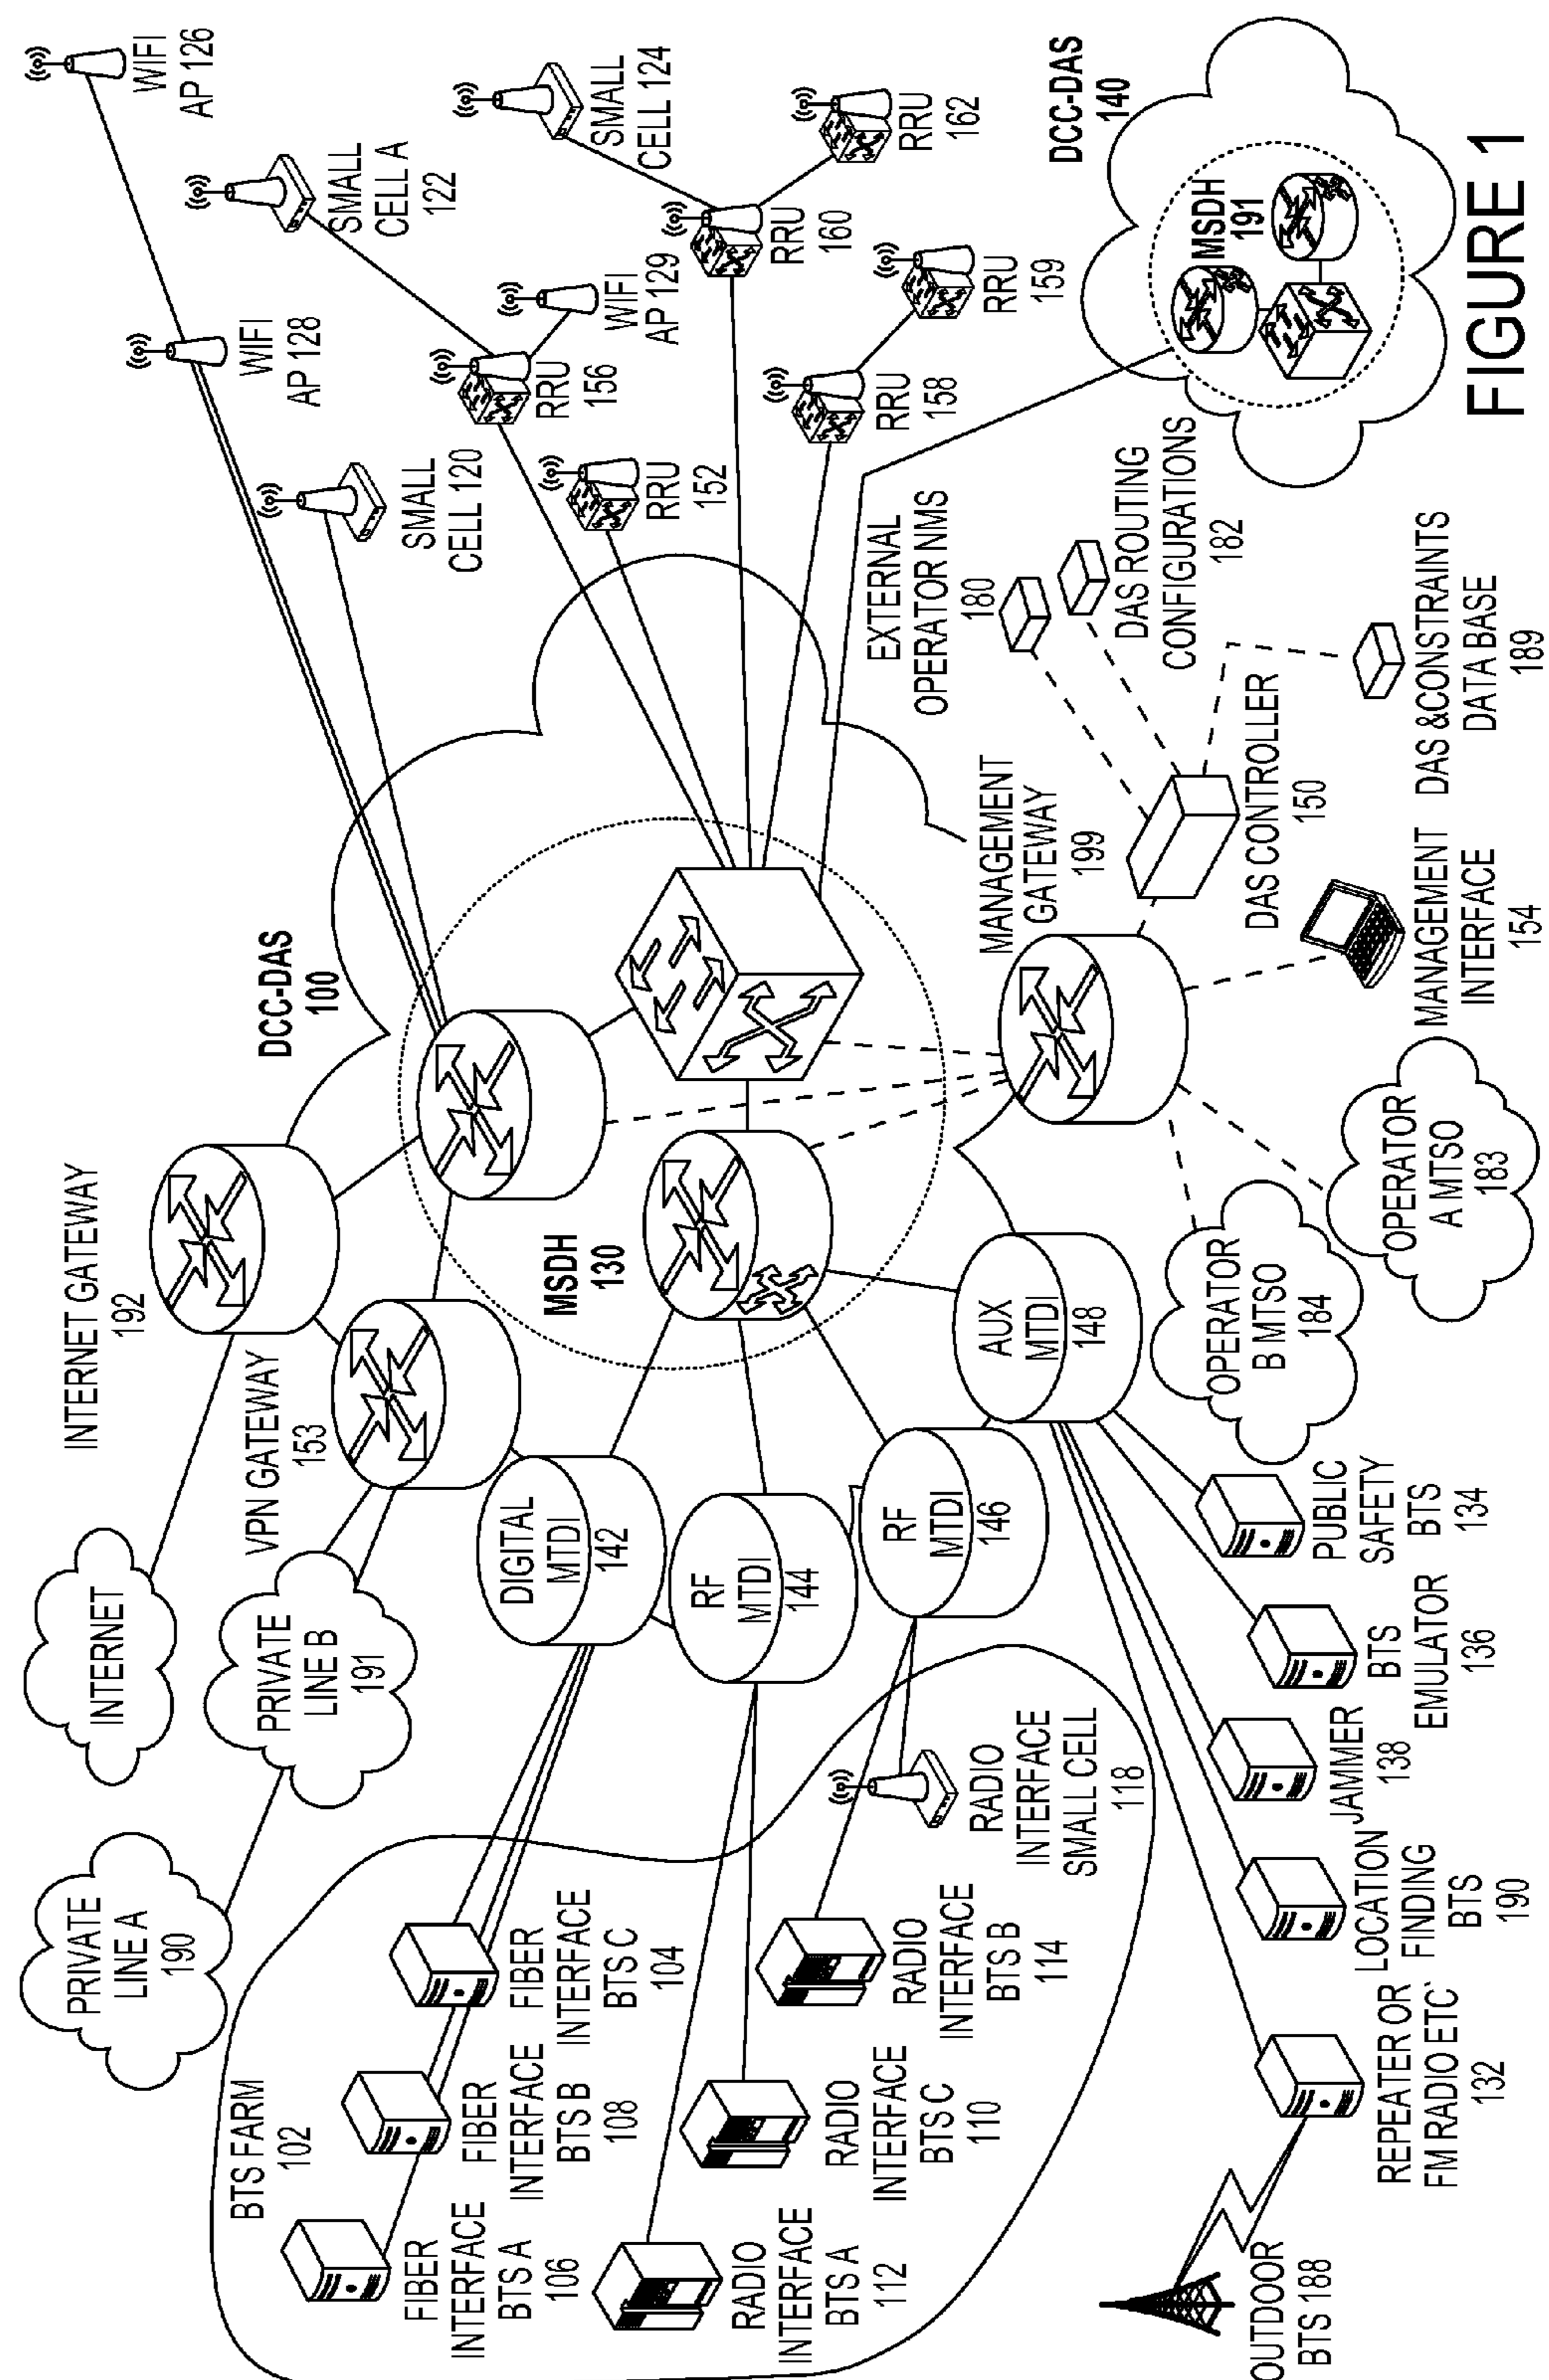 BTS FARM
102
FIBER
INTERFACE
BTS A
106
FIBER
INTERFACE
BTS B
108
FIBER
INTERFACE
BTS C
104
RADIO
INTERFACE
BTS A
112
RADIO
INTERFACE
BTS C
110
RADIO
INTERFACE
BTS B
114
RADIO
INTERFACE
SMALL CELL
118
OUTDOOR
BTS 188
REPEATER OR
FM RADIO ETC
132
LOCATION
FINDING
BTS
190
JAMMER
138
BTS
EMULATOR
136
PUBLIC
SAFETY
BTS
134
PRIVATE
LINE A
190
PRIVATE
LINE B
191
INTERNET
INTERNET GATEWAY
192
VPN GATEWAY
153
DIGITAL
MTDI
142
RF
MTDI
144
RF
MTDI
146
AUX
MTDI
148
MSDH
130
DCC-DAS
100
OPERATOR
B MTSO
184
OPERATOR
A MTSO
183
MANAGEMENT
GATEWAY
199
MANAGEMENT
INTERFACE
154
DAS CONTROLLER
150
EXTERNAL
OPERATOR NMS
180
DAS ROUTING
CONFIGURATIONS
182
DAS &CONSTRAINTS
DATA BASE
189
SMALL
CELL 120
WIFI
AP 128
WIFI
AP 126
SMALL
CELL A
122
RRU
156
WIFI
AP 129
RRU
152
SMALL
CELL 124
RRU
160
RRU
162
RRU
158
RRU
159
DCC-DAS
140
MSDH
191
FIGURE 1